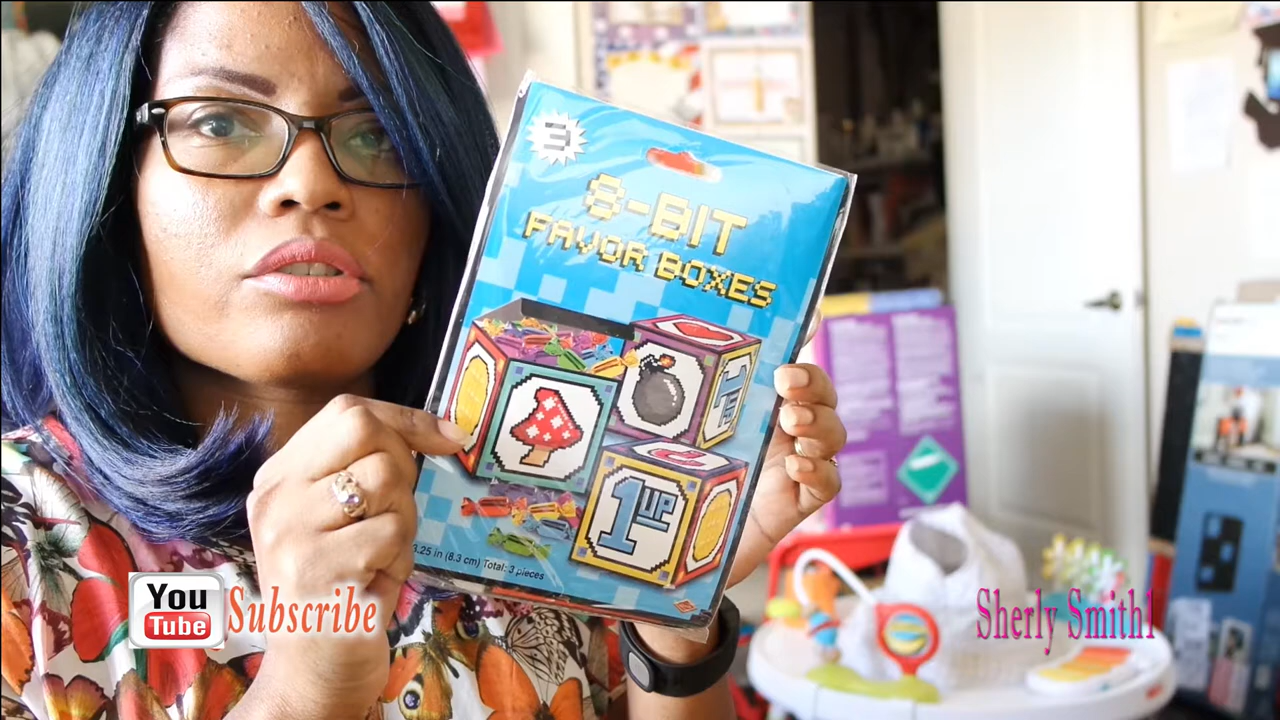 3
8-BIT
FAVOR BOXES
1UP
1UP
3.25 in (8.3 cm) Total: 3 pieces
You
Tube
Subscribe
Sherly Smith1